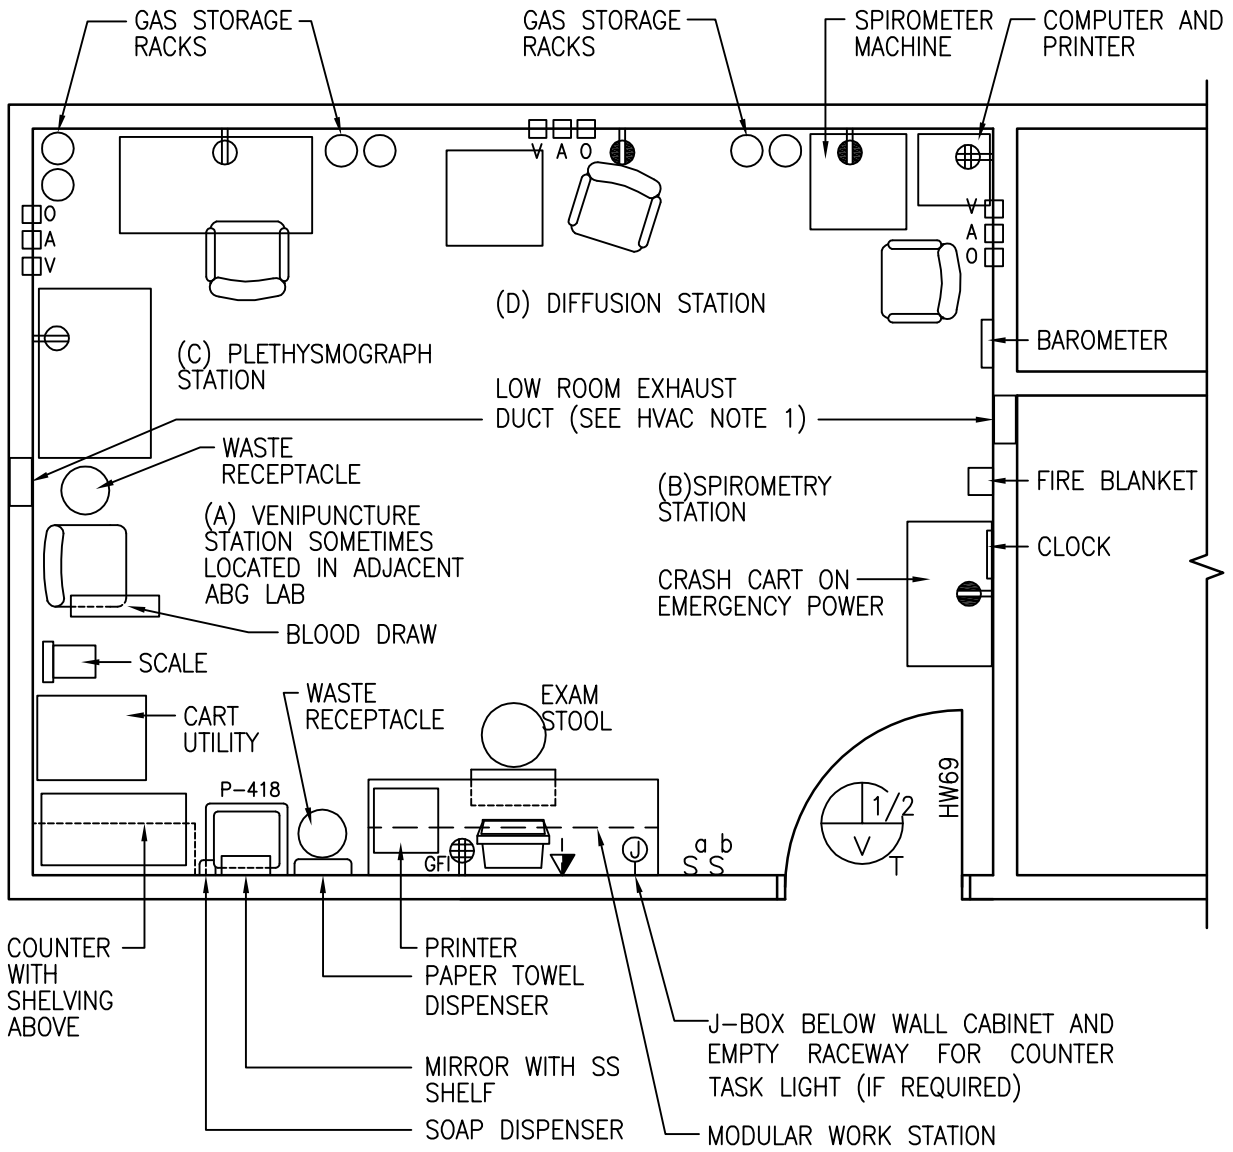 GAS STORAGE
RACKS
GAS STORAGE
RACKS
SPIROMETER
MACHINE
COMPUTER AND
PRINTER
V A O
O
A
V
V
A
O
(D) DIFFUSION STATION
BAROMETER
(C) PLETHYSMOGRAPH
STATION
LOW ROOM EXHAUST
DUCT (SEE HVAC NOTE 1)
WASTE
RECEPTACLE
(B)SPIROMETRY
STATION
FIRE BLANKET
(A) VENIPUNCTURE
STATION SOMETIMES
LOCATED IN ADJACENT
ABG LAB
CLOCK
CRASH CART ON
EMERGENCY POWER
BLOOD DRAW
SCALE
WASTE
RECEPTACLE
EXAM
STOOL
CART
UTILITY
P-418
HW69
1/2
V
T
GFI
J
a b
S S
COUNTER
WITH
SHELVING
ABOVE
PRINTER
PAPER TOWEL
DISPENSER
MIRROR WITH SS
SHELF
SOAP DISPENSER
J-BOX BELOW WALL CABINET AND
EMPTY RACEWAY FOR COUNTER
TASK LIGHT (IF REQUIRED)
MODULAR WORK STATION